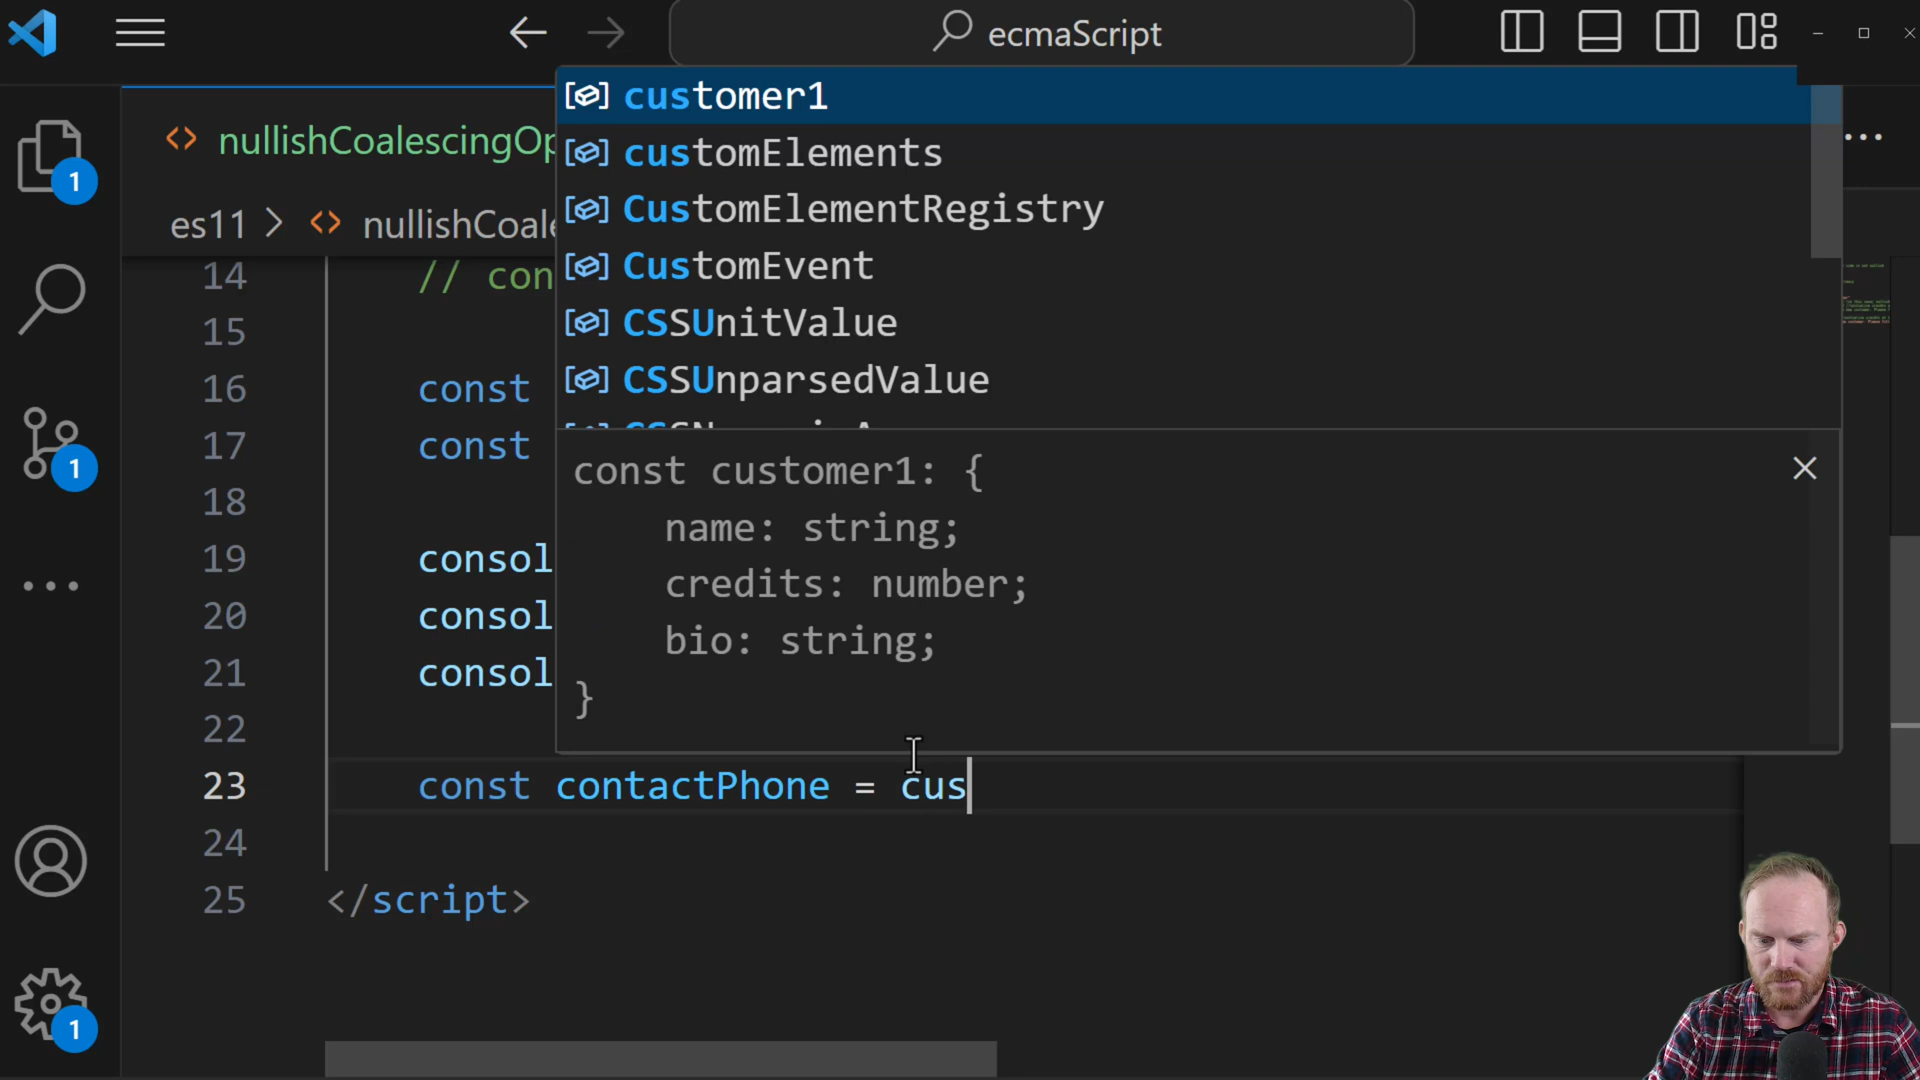 ecmaScript
nullishCoalescingOp
es11 > nullishCoale
customer1
customElements
CustomElementRegistry
CustomEvent
CSSUnitValue
CSSUnparsedValue
const customer1: {
name: string;
credits: number;
bio: string;
}
14 // con
15
16 const
17 const
18
19 consol
20 consol
21 consol
22
23 const contactPhone = cus
24
25 </script>
1
1
1